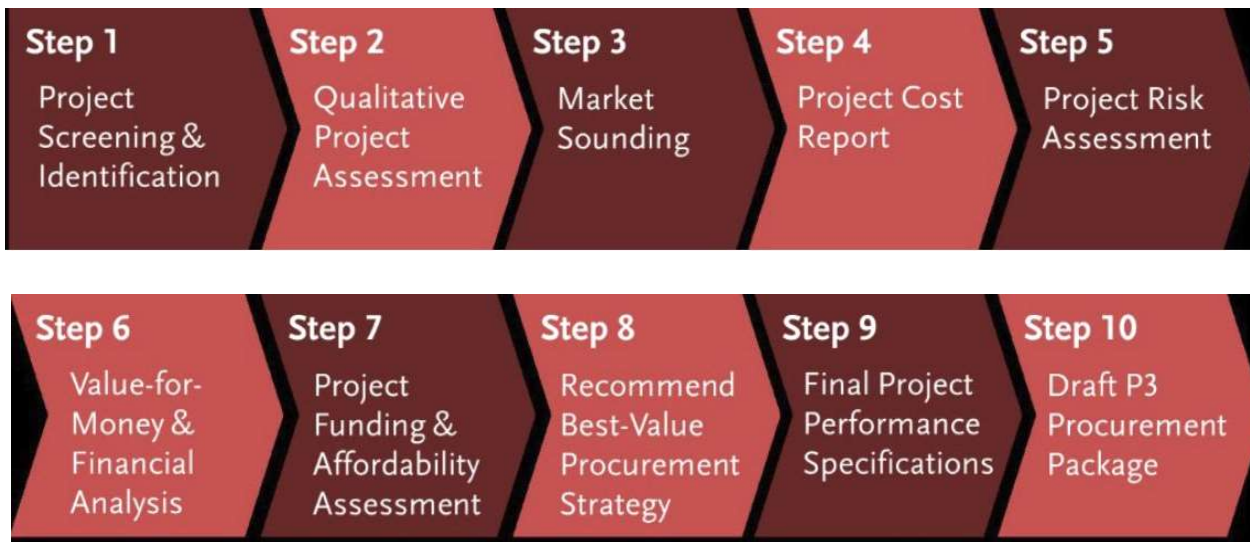 Step 1
Project
Screening &
Identification
Step 2
Qualitative
Project
Assessment
Step 3
Market
Sounding
Step 4
Project Cost
Report
Step 5
Project Risk
Assessment
Step 6
Value-for-
Money &
Financial
Analysis
Step 7
Project
Funding &
Affordability
Assessment
Step 8
Recommend
Best-Value
Procurement
Strategy
Step 9
Final Project
Performance
Specifications
Step 10
Draft P3
Procurement
Package